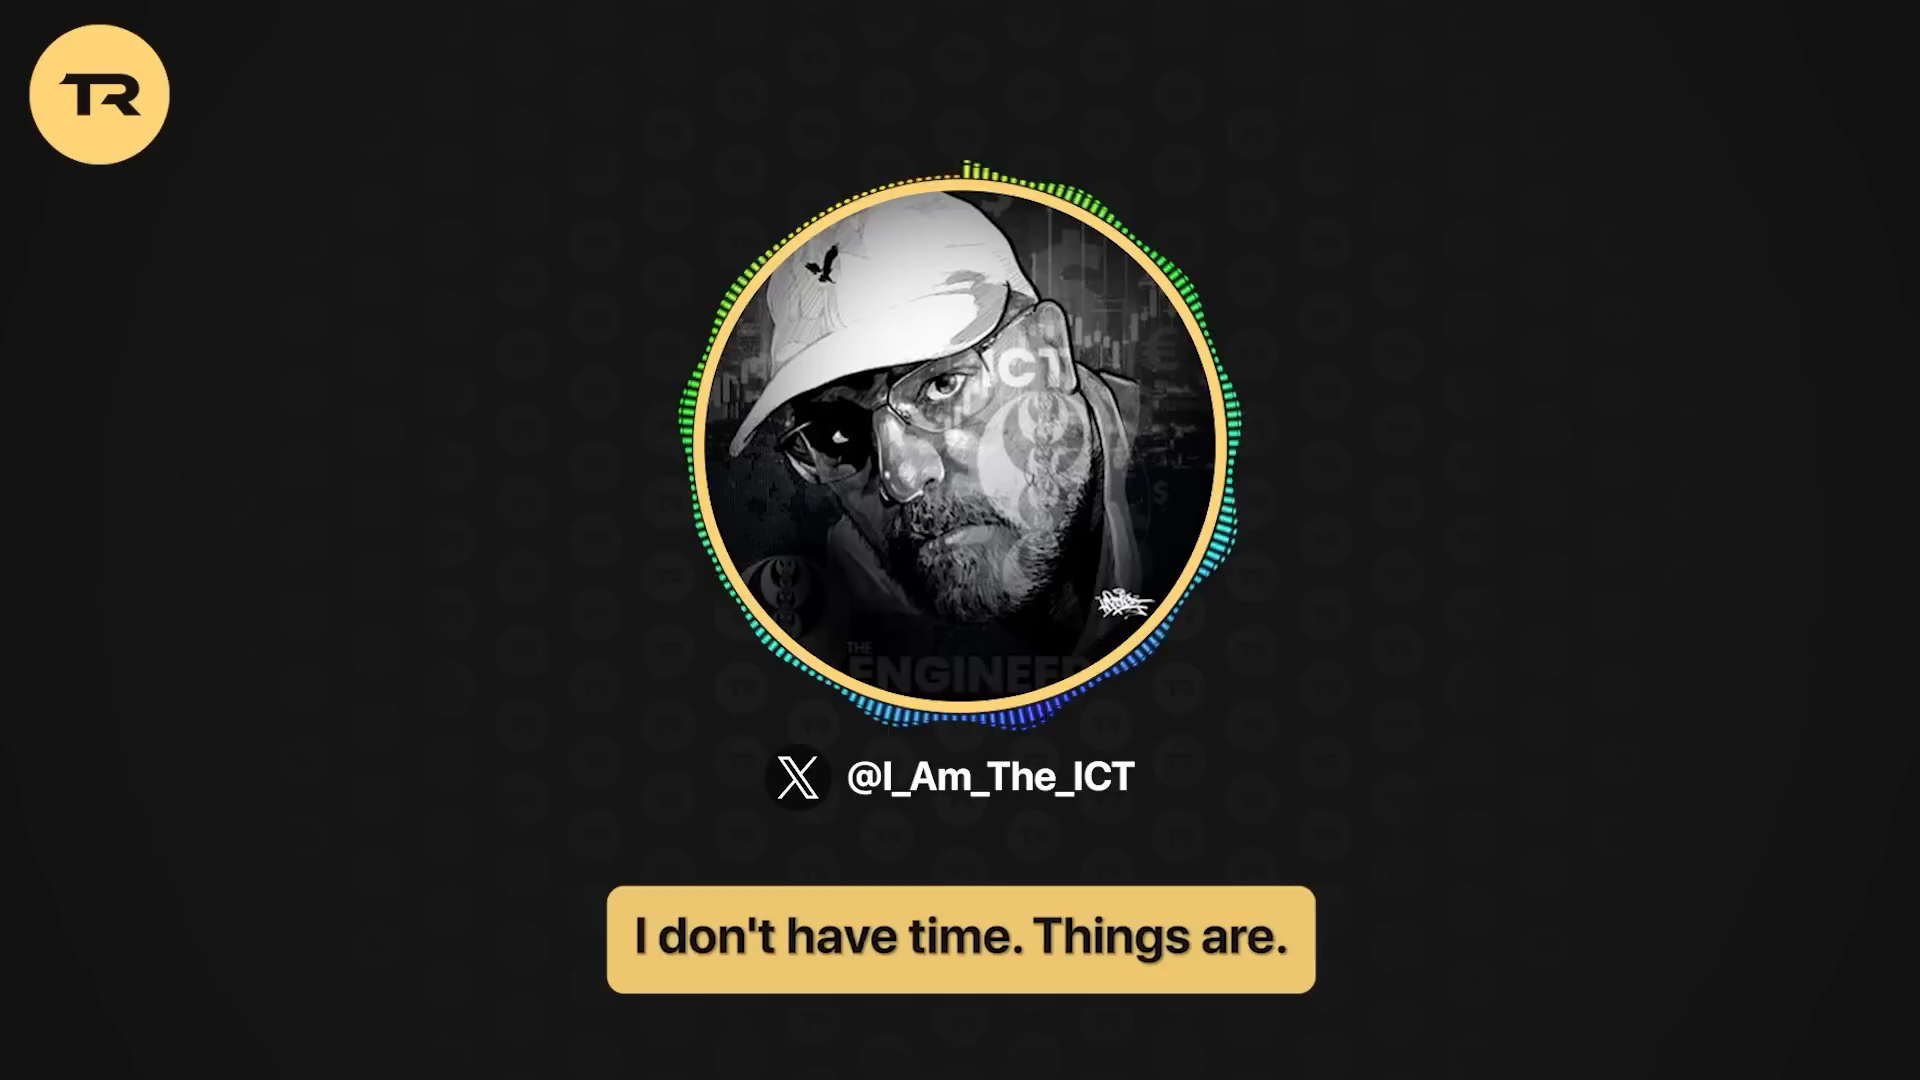 TR
ICT
THE
ENGINEER
@I_Am_The_ICT
I don't have time. Things are.